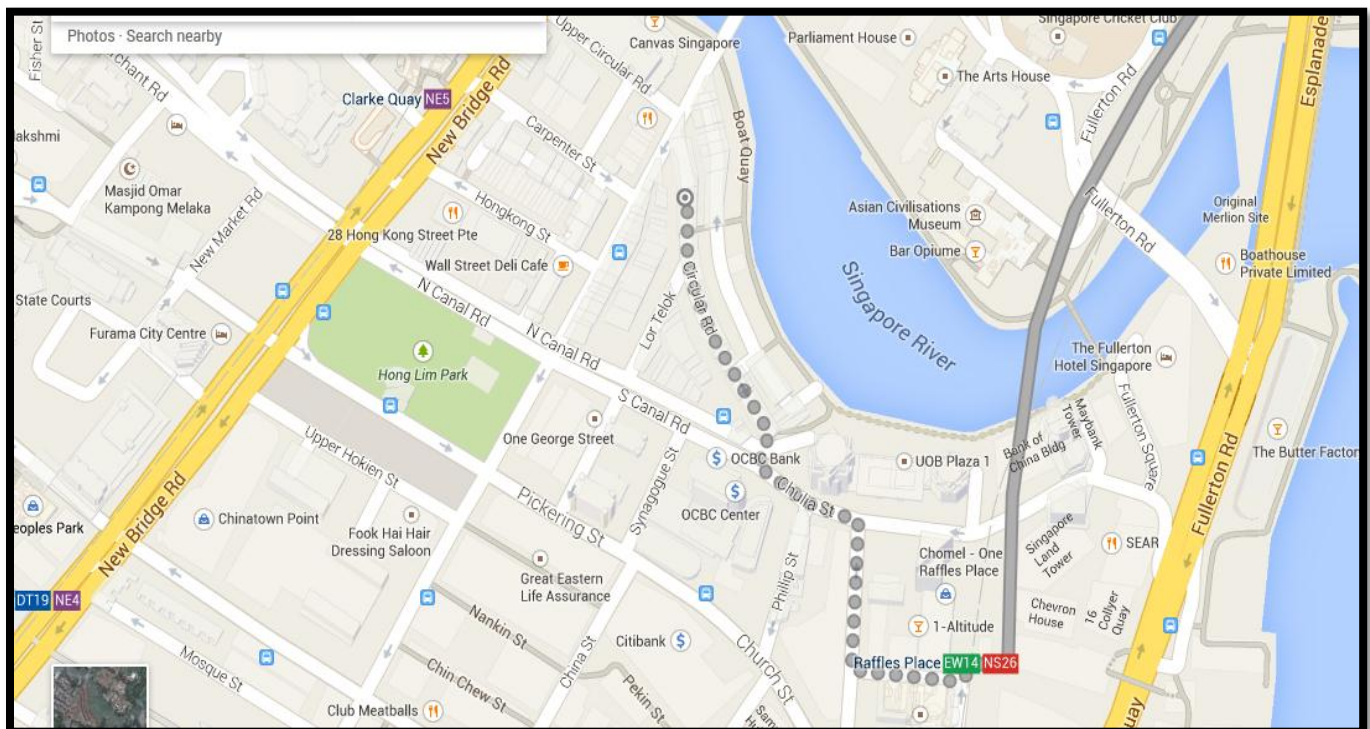 Photos · Search nearby
Fisher St
Merchant Rd
Lakshmi
Masjid Omar
Kampong Melaka
New Market Rd
State Courts
Furama City Centre
Clarke Quay NE5
New Bridge Rd
Upper Circular Rd
Canvas Singapore
Carpenter St
Hongkong St
28 Hong Kong Street Pte
Wall Street Deli Cafe
N Canal Rd
N Canal Rd
Hong Lim Park
Lor Telok
Circular Rd
Boat Quay
Parliament House
Singapore Cricket Club
The Arts House
Fullerton Rd
Esplanade
Asian Civilisations
Museum
Bar Opiume
Fullerton Rd
Original
Merlion Site
Boathouse
Private Limited
Singapore River
The Fullerton
Hotel Singapore
S Canal Rd
One George Street
Synagogue St
OCBC Bank
OCBC Center
Chulia St
UOB Plaza 1
Bank of
China Bldg
Maybank
Tower
Fullerton Square
The Butter Factor
Fullerton Rd
Upper Hokien St
Pickering St
eoples Park
Chinatown Point
New Bridge Rd
Fook Hai Hair
Dressing Saloon
Great Eastern
Life Assurance
Phillip St
Chomel - One
Raffles Place
Singapore
Land
Tower
SEAR
Chevron
House
16
Collyer
Quay
1-Altitude
DT19 NE4
Nankin St
China St
Citibank
Church St
Raffles Place EW14 NS26
Mosque St
Chin Chew St
Club Meatballs
Pekin St
uay